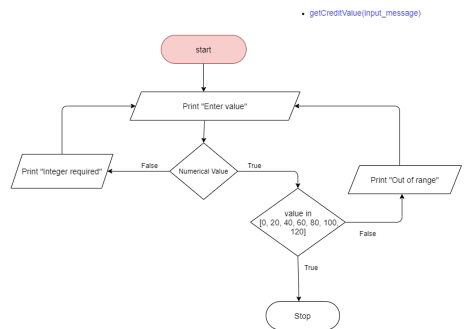 getCreditValue(Input_message)
start
Print "Enter value"
False
True
Print "Integer required"
Numerical Value
Print "Out of range"
value in
[0, 20, 40, 60, 80, 100,
120]
False
True
Stop